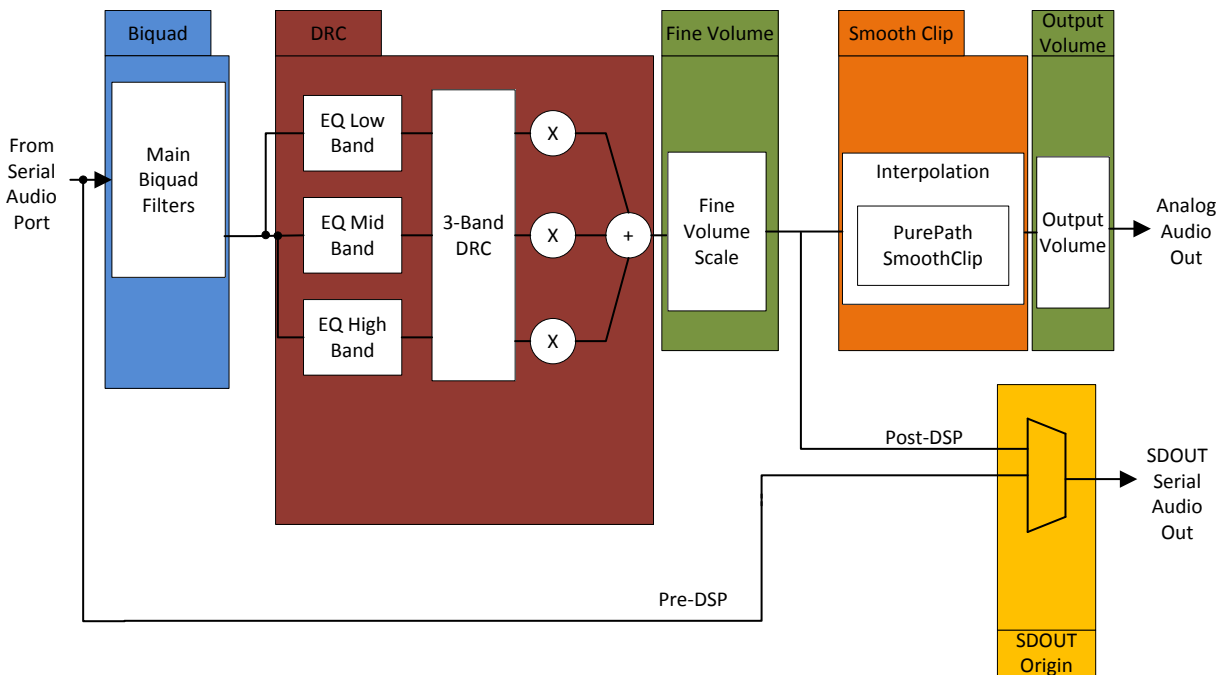 Biquad
DRC
Fine Volume
Smooth Clip
Output
Volume
From
Serial
Audio
Port
Main
Biquad
Filters
EQ Low
Band
EQ Mid
Band
EQ High
Band
3-Band
DRC
X
X
X
+
Fine
Volume
Scale
Interpolation
PurePath
SmoothClip
Output
Volume
Analog
Audio
Out
Post-DSP
Pre-DSP
SDOUT
Serial
Audio
Out
SDOUT
Origin